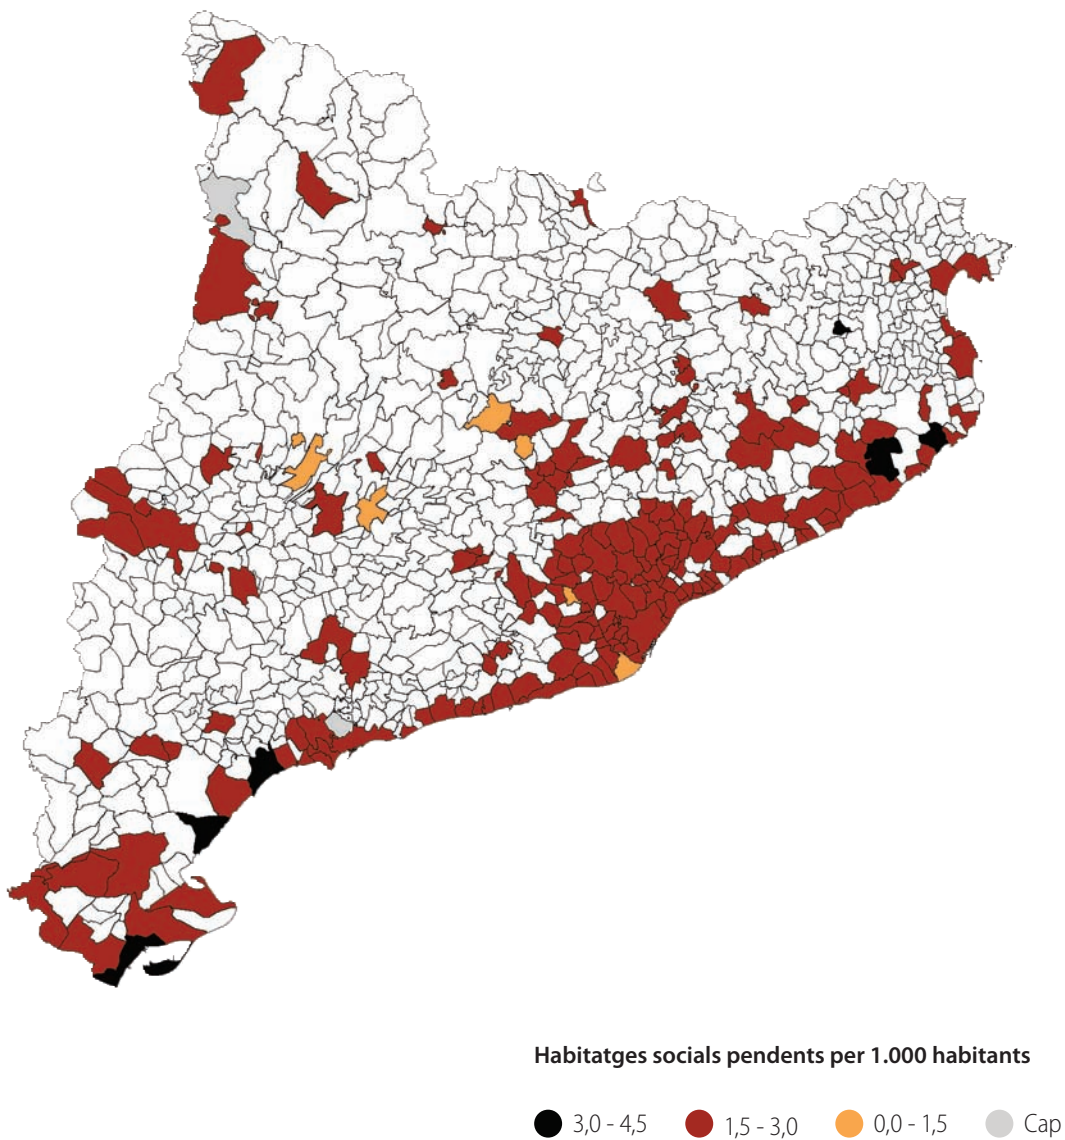 Habitatges socials pendents per 1.000 habitants
3,0 - 4,5 1,5 - 3,0 0,0 - 1,5 Cap